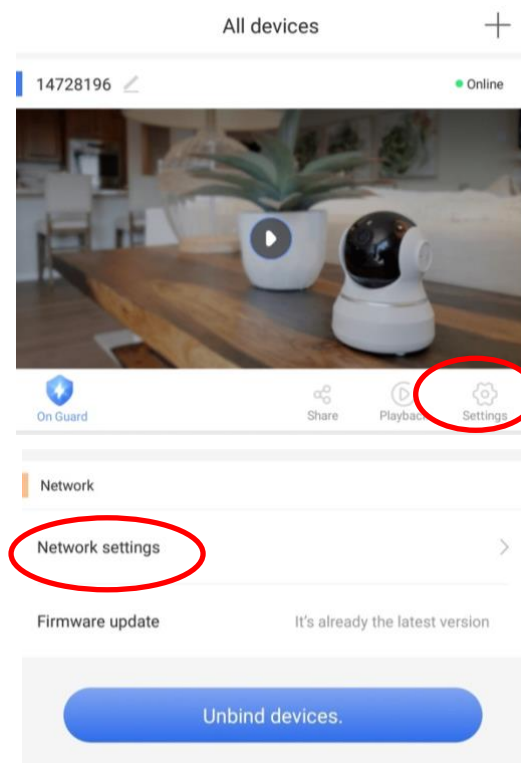 All devices
14728196
Online
On Guard
Share
Playback
Settings
Network
Network settings
Firmware update
It's already the latest version
Unbind devices.